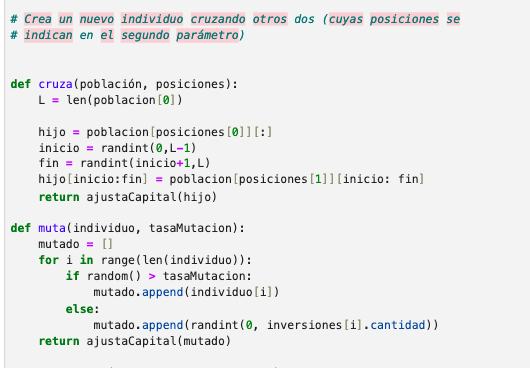 # Crea un nuevo individuo cruzando otros dos (cuyas posiciones se
# indican en el segundo parámetro)
def cruza(población, posiciones):
    L = len(poblacion[0])
    hijo = poblacion[posiciones[0]][:]
    inicio = randint(0,L-1)
    fin = randint(inicio+1,L)
    hijo[inicio:fin] = poblacion[posiciones[1]][inicio: fin]
    return ajustaCapital(hijo)
def muta(individuo, tasaMutacion):
    mutado = []
    for i in range(len(individuo)):
        if random() > tasaMutacion:
            mutado.append(individuo[i])
        else:
            mutado.append(randint(0, inversiones[i].cantidad))
    return ajustaCapital(mutado)